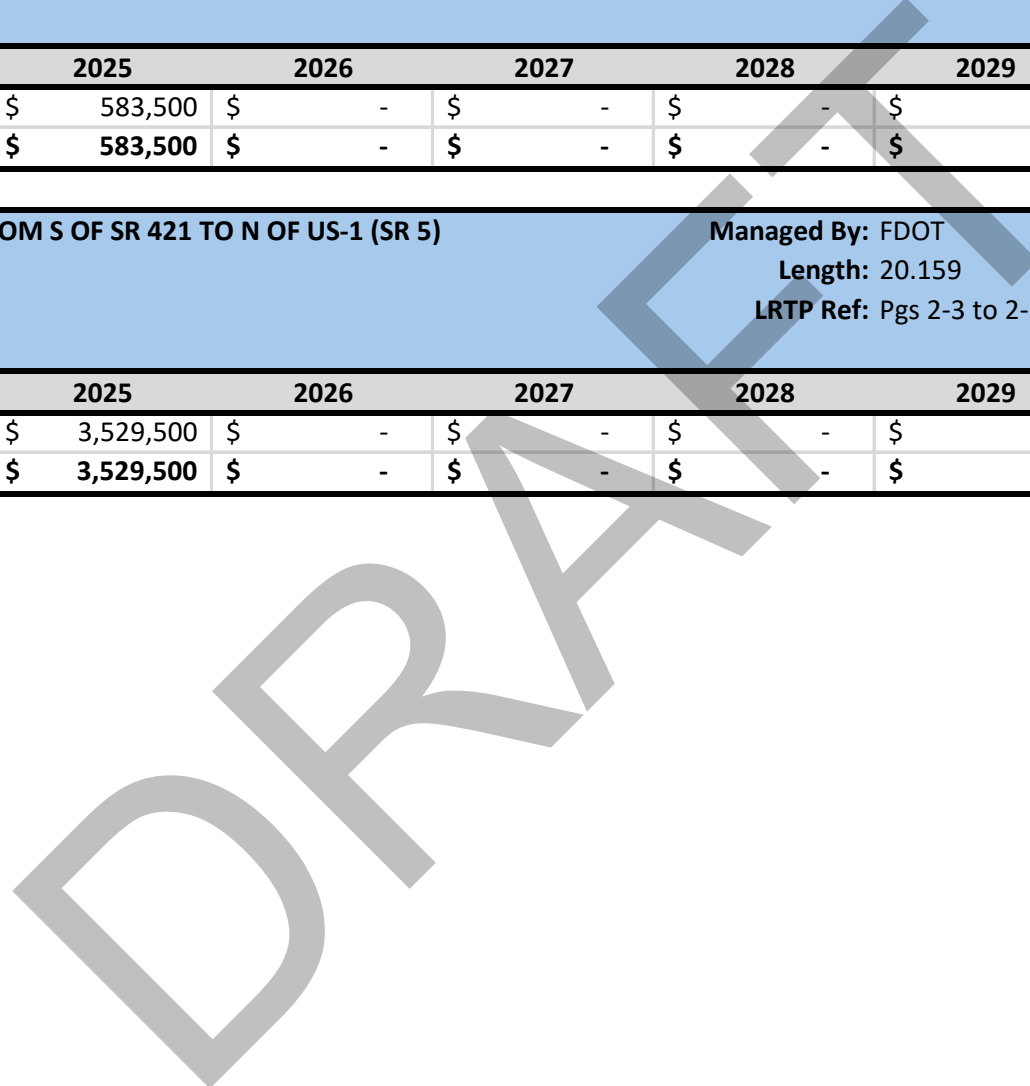 2025 2026 2027 2028 2029
$ 583,500 $ - $ - $ - $
$ 583,500 $ - $ - $ - $
OM S OF SR 421 TO N OF US-1 (SR 5) Managed By: FDOT
Length: 20.159
LRTP Ref: Pgs 2-3 to 2-
2025 2026 2027 2028 2029
$ 3,529,500 $ - $ - $ - $
$ 3,529,500 $ - $ - $ - $
DRAFT